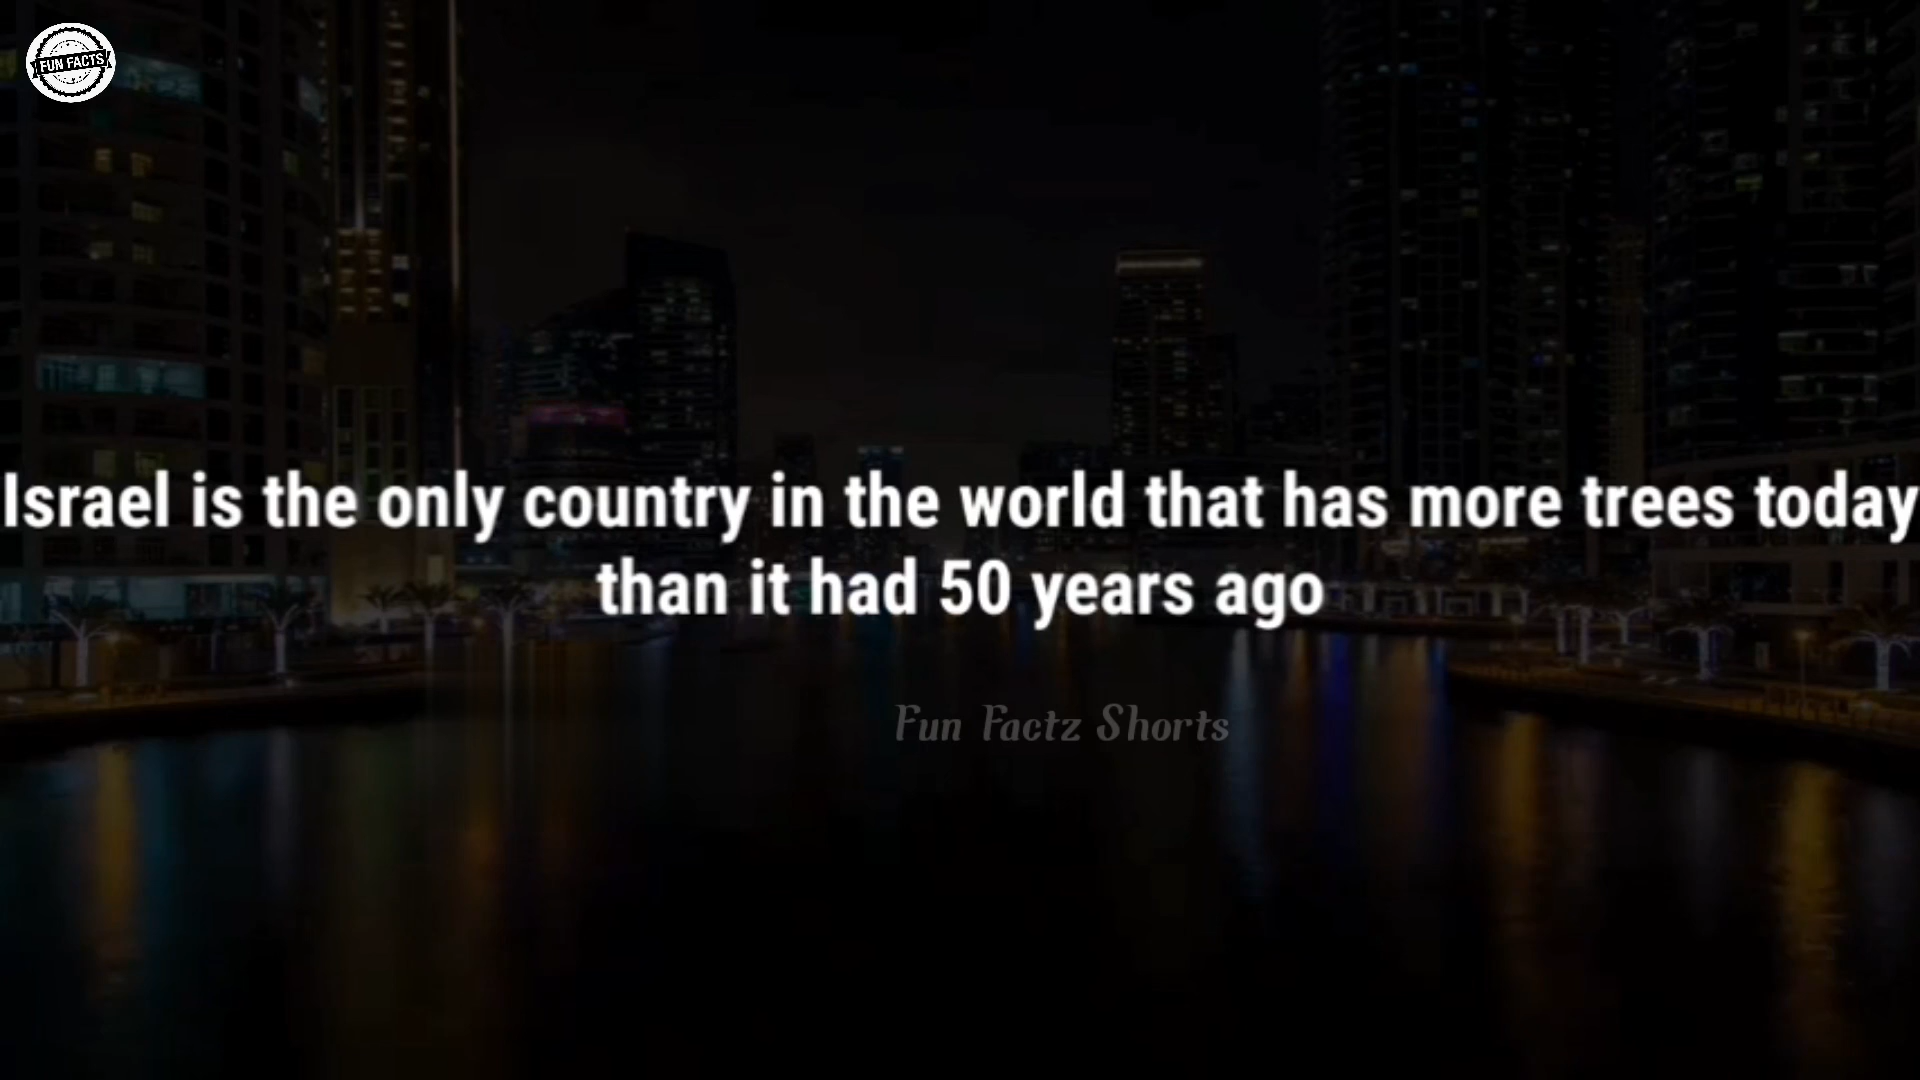 FUN FACTS
Israel is the only country in the world that has more trees today
than it had 50 years ago
Fun Factz Shorts